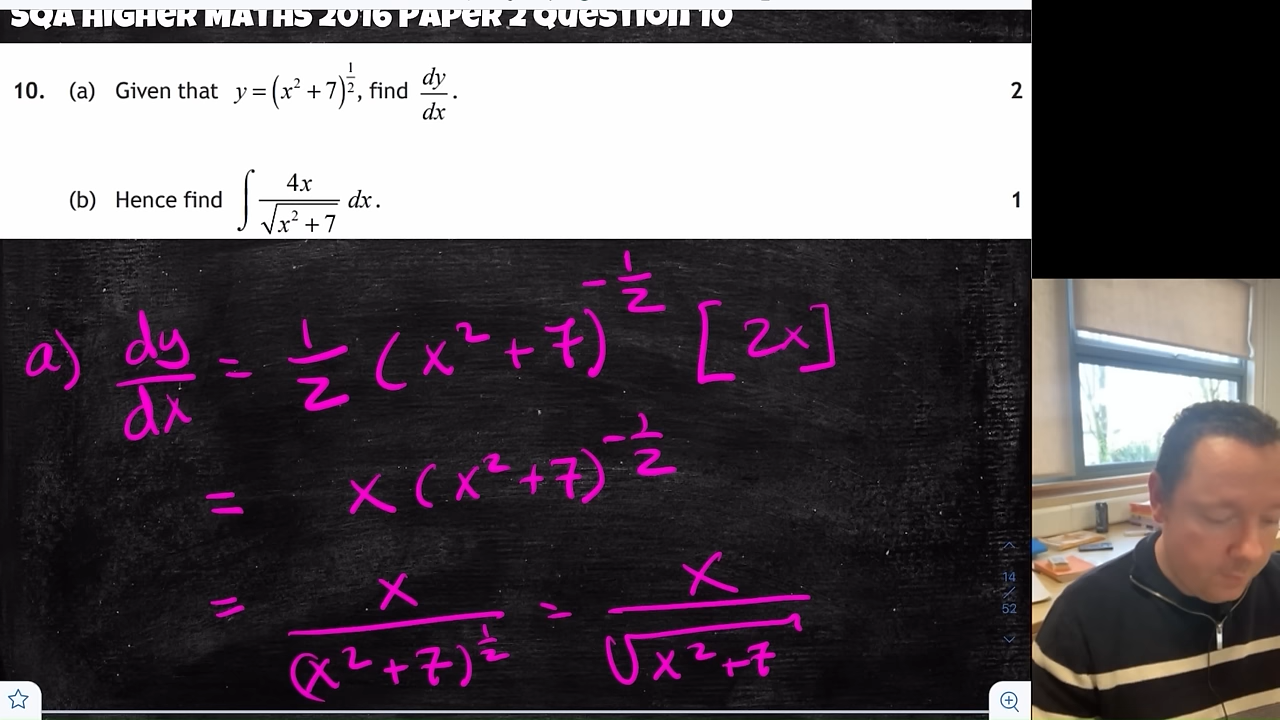 SQA HIGHER MATHS 2016 PAPER 2 QUESTION 10
10. (a) Given that y = (x² + 7)^(1/2), find dy/dx. 2
(b) Hence find ∫ 4x/√(x² + 7) dx. 1
a) dy/dx = 1/2 (x² + 7)^(-1/2) [2x]
= x(x² + 7)^(-1/2)
= x/(x² + 7)^(1/2) = x/√(x² + 7)
14
52